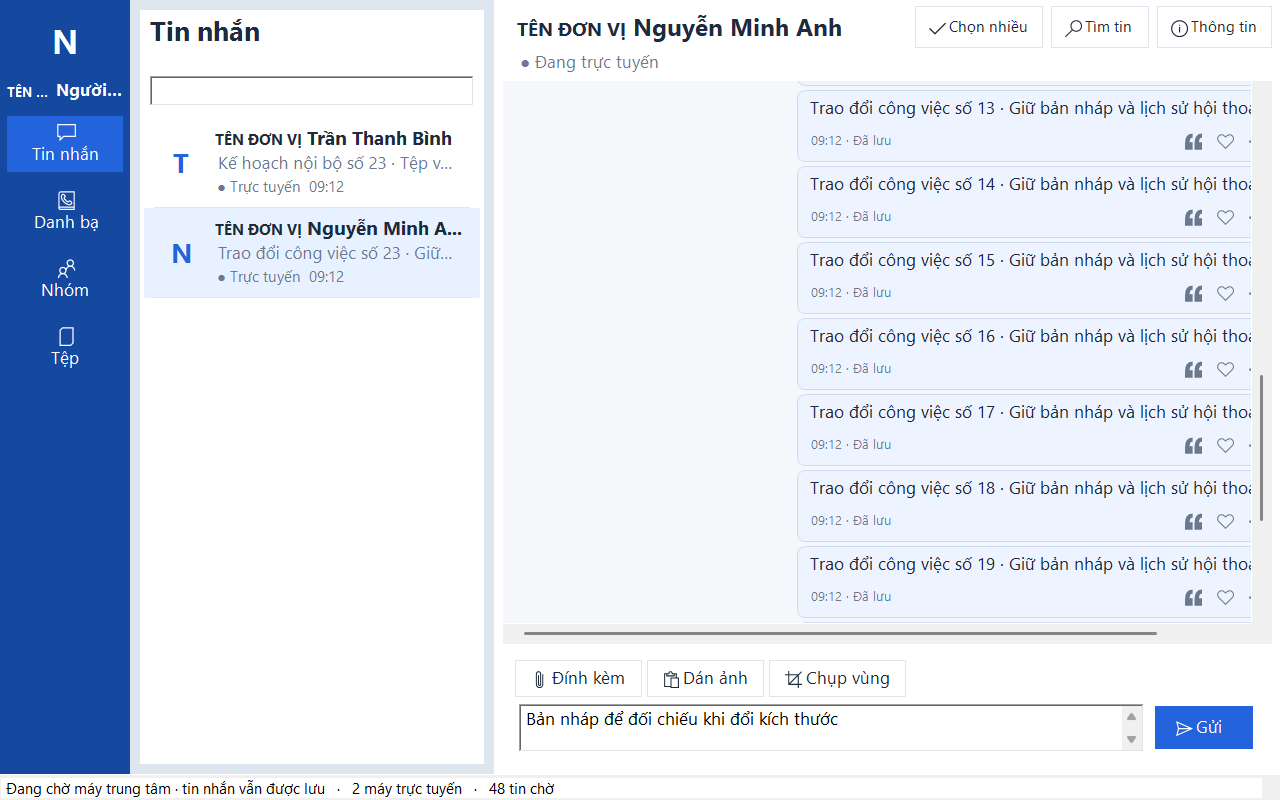 N
TÊN ... Người...
Tin nhắn
Danh bạ
Nhóm
Tệp
Tin nhắn
T
TÊN ĐƠN VỊ Trần Thanh Bình
Kế hoạch nội bộ số 23 · Tệp v...
● Trực tuyến 09:12
N
TÊN ĐƠN VỊ Nguyễn Minh A...
Trao đổi công việc số 23 · Giữ...
● Trực tuyến 09:12
TÊN ĐƠN VỊ Nguyễn Minh Anh
● Đang trực tuyến
Chọn nhiều
Tìm tin
Thông tin
Trao đổi công việc số 13 · Giữ bản nháp và lịch sử hội thoạ
09:12 · Đã lưu
Trao đổi công việc số 14 · Giữ bản nháp và lịch sử hội thoạ
09:12 · Đã lưu
Trao đổi công việc số 15 · Giữ bản nháp và lịch sử hội thoạ
09:12 · Đã lưu
Trao đổi công việc số 16 · Giữ bản nháp và lịch sử hội thoạ
09:12 · Đã lưu
Trao đổi công việc số 17 · Giữ bản nháp và lịch sử hội thoạ
09:12 · Đã lưu
Trao đổi công việc số 18 · Giữ bản nháp và lịch sử hội thoạ
09:12 · Đã lưu
Trao đổi công việc số 19 · Giữ bản nháp và lịch sử hội thoạ
09:12 · Đã lưu
Đính kèm
Dán ảnh
Chụp vùng
Bản nháp để đối chiếu khi đổi kích thước
Gửi
Đang chờ máy trung tâm · tin nhắn vẫn được lưu · 2 máy trực tuyến · 48 tin chờ